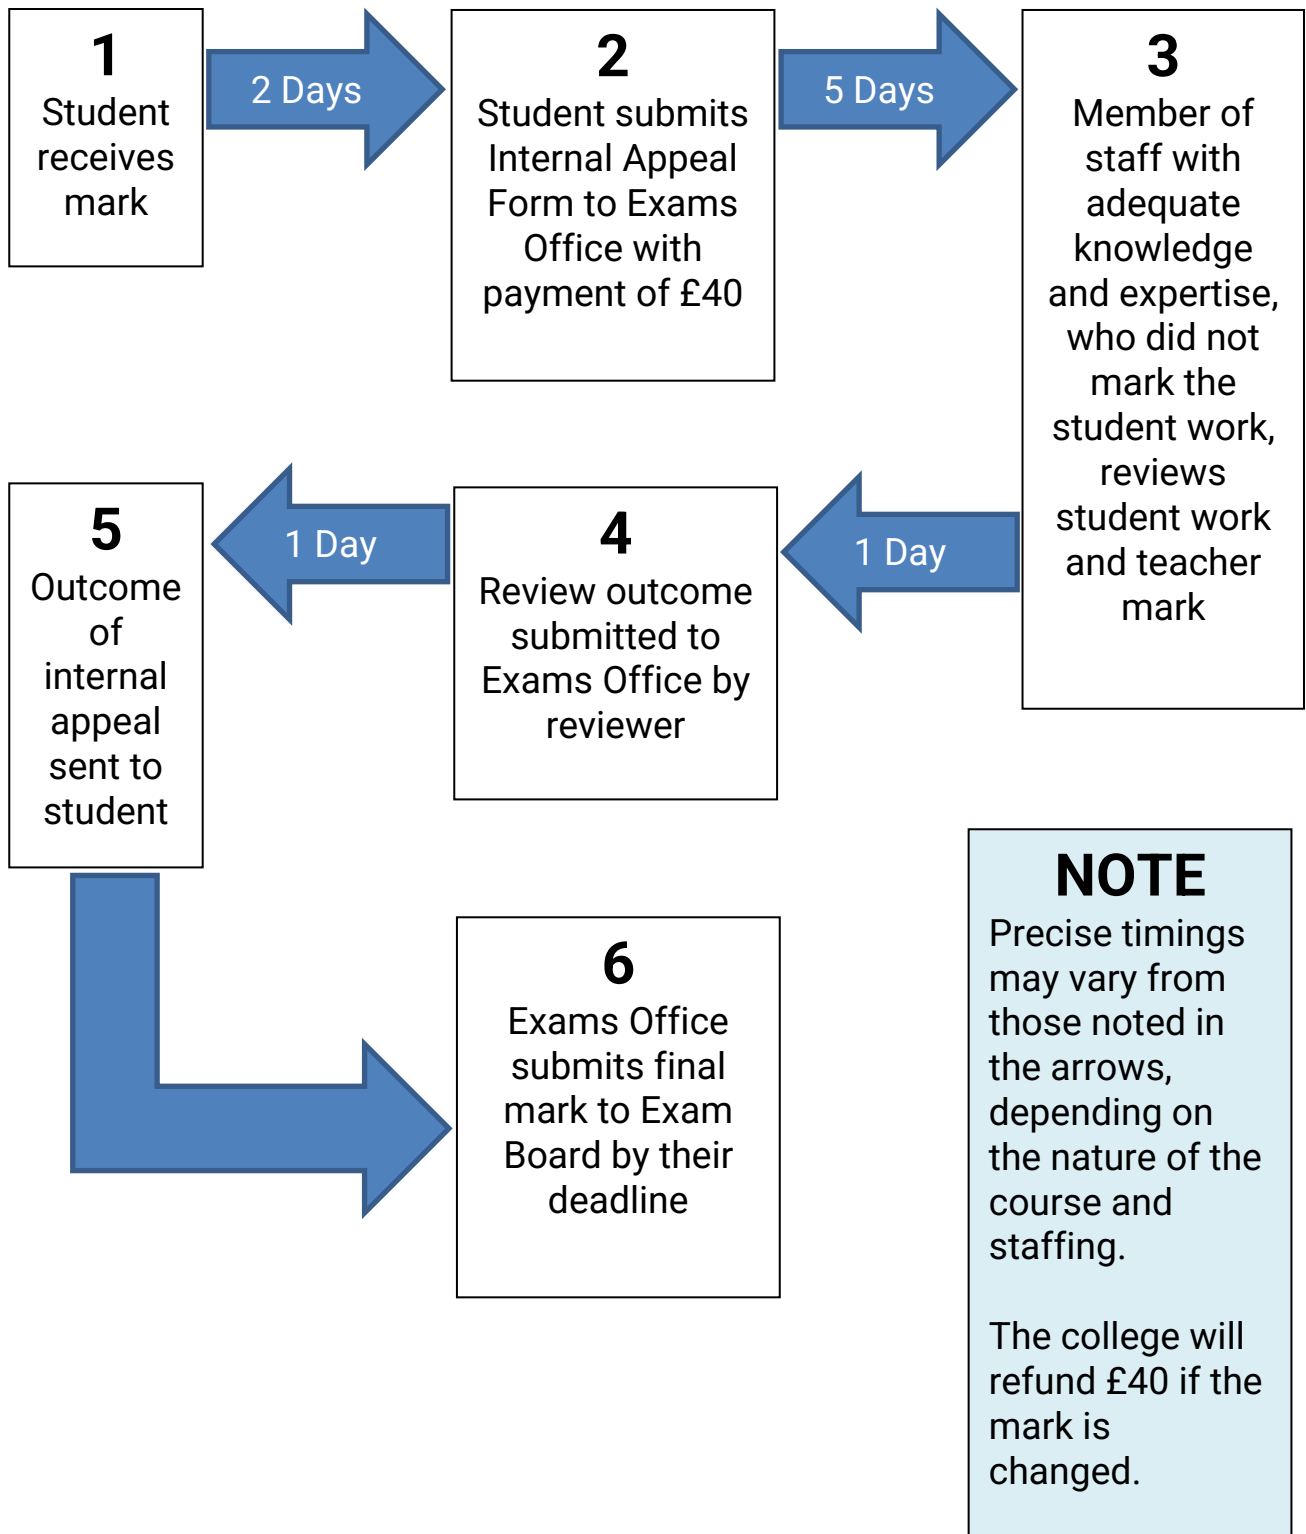 1
Student
receives
mark
2 Days
2
Student submits
Internal Appeal
Form to Exams
Office with
payment of £40
5 Days
3
Member of
staff with
adequate
knowledge
and expertise,
who did not
mark the
student work,
reviews
student work
and teacher
mark
1 Day
4
Review outcome
submitted to
Exams Office by
reviewer
1 Day
5
Outcome
of
internal
appeal
sent to
student
6
Exams Office
submits final
mark to Exam
Board by their
deadline
NOTE
Precise timings
may vary from
those noted in
the arrows,
depending on
the nature of the
course and
staffing.
The college will
refund £40 if the
mark is
changed.